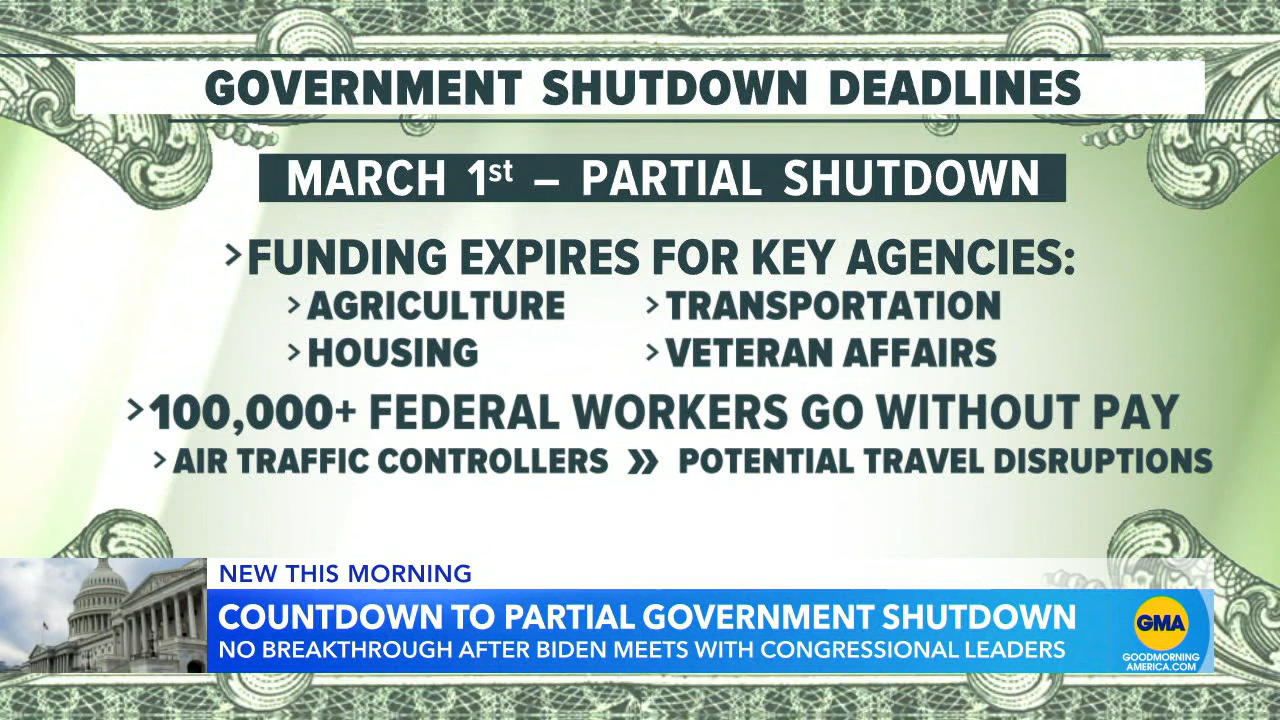 GOVERNMENT SHUTDOWN DEADLINES
MARCH 1st – PARTIAL SHUTDOWN
> FUNDING EXPIRES FOR KEY AGENCIES:
> AGRICULTURE > TRANSPORTATION
> HOUSING > VETERAN AFFAIRS
> 100,000+ FEDERAL WORKERS GO WITHOUT PAY
> AIR TRAFFIC CONTROLLERS » POTENTIAL TRAVEL DISRUPTIONS
NEW THIS MORNING
COUNTDOWN TO PARTIAL GOVERNMENT SHUTDOWN
NO BREAKTHROUGH AFTER BIDEN MEETS WITH CONGRESSIONAL LEADERS
GMA
GOODMORNING
AMERICA.COM